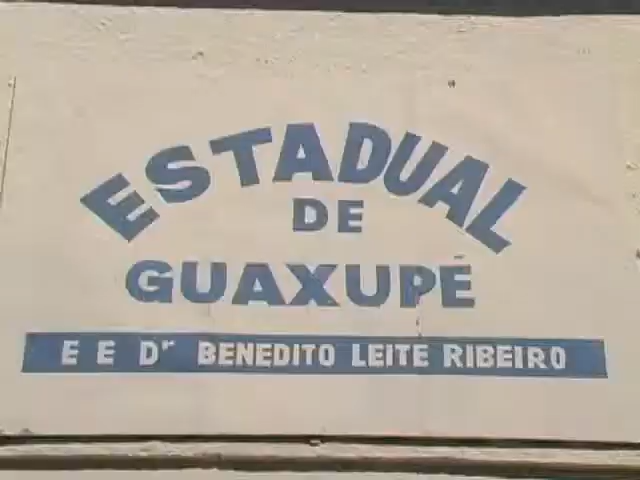 ESTADUAL
DE
GUAXUPÉ
E E Dr BENEDITO LEITE RIBEIRO